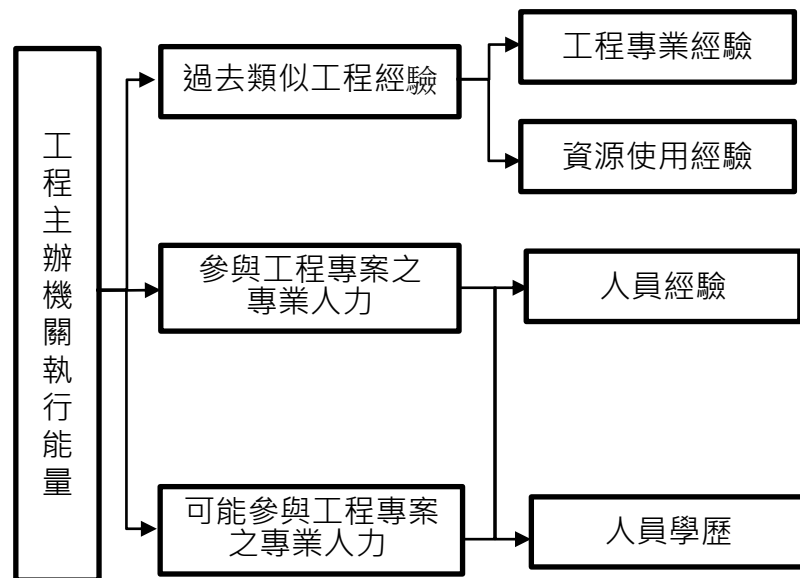 工程主辦機關執行能量
過去類似工程經驗
工程專業經驗
資源使用經驗
參與工程專案之
專業人力
人員經驗
可能參與工程專案
之專業人力
人員學歷